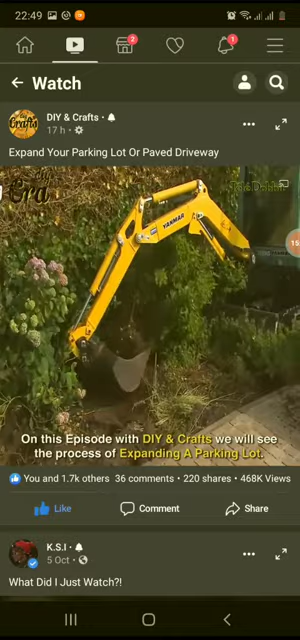 22:49
2
1
Watch
DIY & Crafts
17 h
Expand Your Parking Lot Or Paved Driveway
YANMAR
15
On this Episode with DIY & Crafts we will see
the process of Expanding A Parking Lot.
You and 1.7k others 36 comments • 220 shares • 468K Views
Like Comment Share
K.S.I
5 Oct
What Did I Just Watch?!